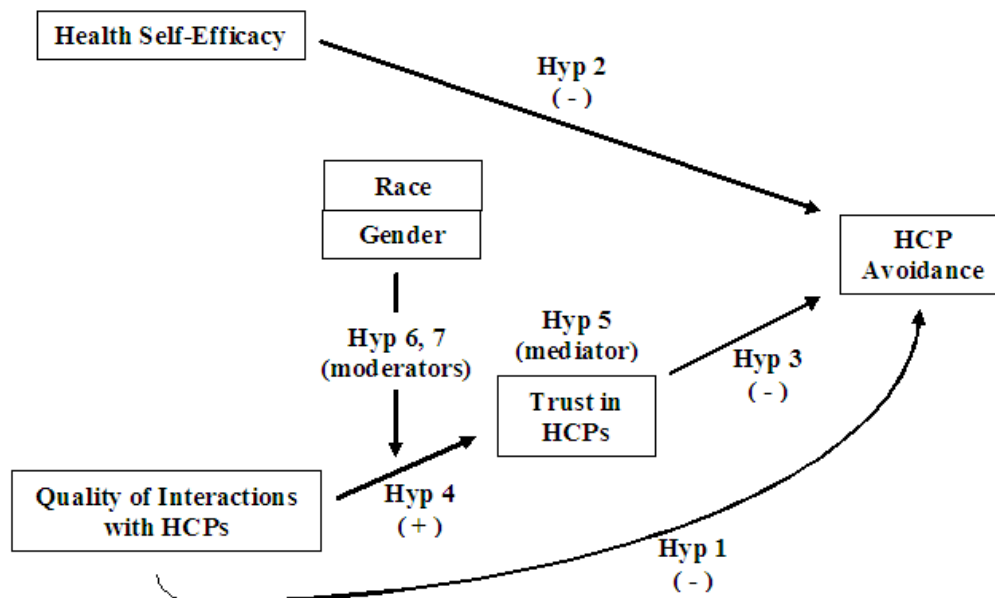 Health Self-Efficacy
Hyp 2
( - )
Race
Gender
HCP
Avoidance
Hyp 6, 7
(moderators)
Hyp 5
(mediator)
Hyp 3
( - )
Trust in
HCPs
Quality of Interactions
with HCPs
Hyp 4
( + )
Hyp 1
( - )